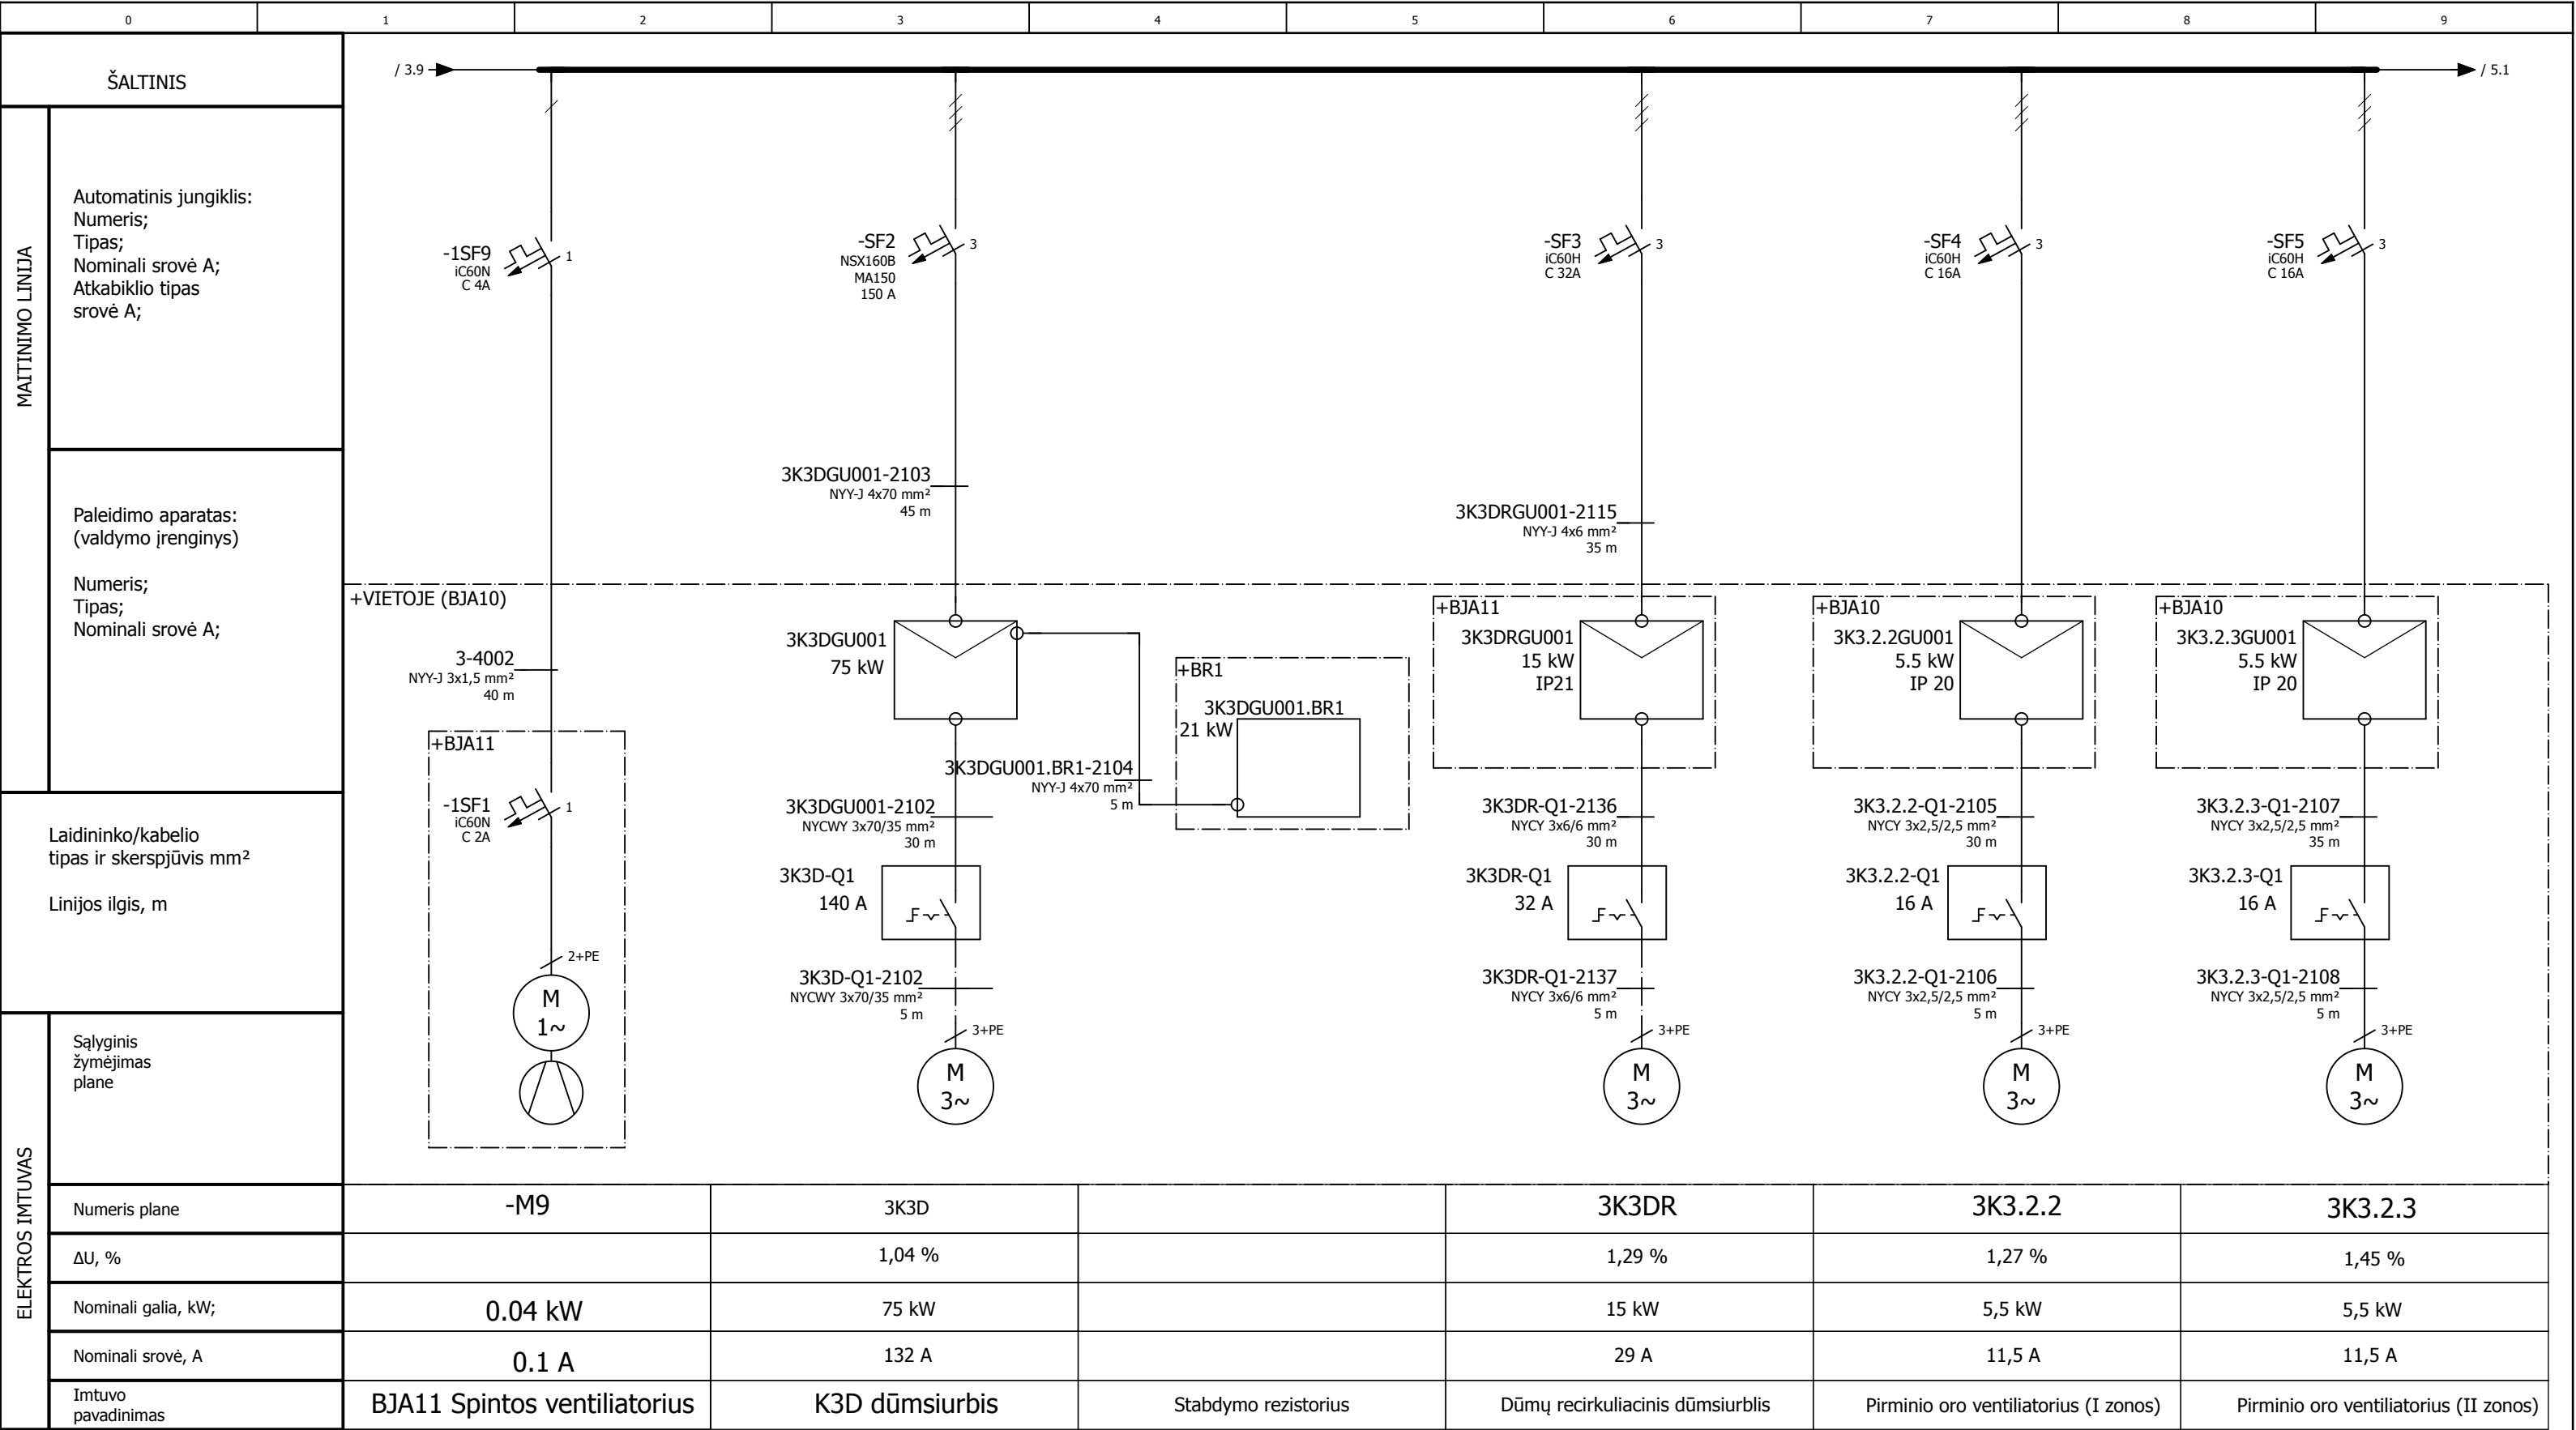 0 1 2 3 4 5 6 7 8 9
ŠALTINIS
/ 3.9
/ 5.1
MAITINIMO LINIJA
Automatinis jungiklis:
Numeris;
Tipas;
Nominali srovė A;
Atkabiklio tipas
srovė A;
-1SF9
iC60N
C 4A
1
-SF2
NSX160B
MA150
150 A
3
-SF3
iC60H
C 32A
3
-SF4
iC60H
C 16A
3
-SF5
iC60H
C 16A
3
Paleidimo aparatas:
(valdymo įrenginys)
Numeris;
Tipas;
Nominali srovė A;
3K3DGU001-2103
NYY-J 4x70 mm²
45 m
3K3DRGU001-2115
NYY-J 4x6 mm²
35 m
+VIETOJE (BJA10)
3-4002
NYY-J 3x1,5 mm²
40 m
3K3DGU001
75 kW
+BR1
3K3DGU001.BR1
21 kW
3K3DGU001.BR1-2104
NYY-J 4x70 mm²
5 m
+BJA11
3K3DRGU001
15 kW
IP21
+BJA10
3K3.2.2GU001
5.5 kW
IP 20
+BJA10
3K3.2.3GU001
5.5 kW
IP 20
Laidininko/kabelio
tipas ir skerspjūvis mm²
Linijos ilgis, m
+BJA11
-1SF1
iC60N
C 2A
1
2+PE
M
1~
3K3DGU001-2102
NYCWY 3x70/35 mm²
30 m
3K3D-Q1
140 A
3K3D-Q1-2102
NYCWY 3x70/35 mm²
5 m
3+PE
M
3~
3K3DR-Q1-2136
NYCY 3x6/6 mm²
30 m
3K3DR-Q1
32 A
3K3DR-Q1-2137
NYCY 3x6/6 mm²
5 m
3+PE
M
3~
3K3.2.2-Q1-2105
NYCY 3x2,5/2,5 mm²
30 m
3K3.2.2-Q1
16 A
3K3.2.2-Q1-2106
NYCY 3x2,5/2,5 mm²
5 m
3+PE
M
3~
3K3.2.3-Q1-2107
NYCY 3x2,5/2,5 mm²
35 m
3K3.2.3-Q1
16 A
3K3.2.3-Q1-2108
NYCY 3x2,5/2,5 mm²
5 m
3+PE
M
3~
ELEKTROS IMTUVAS
Sąlyginis
žymėjimas
plane
Numeris plane -M9 3K3D 3K3DR 3K3.2.2 3K3.2.3
ΔU, % 1,04 % 1,29 % 1,27 % 1,45 %
Nominali galia, kW; 0.04 kW 75 kW 15 kW 5,5 kW 5,5 kW
Nominali srovė, A 0.1 A 132 A 29 A 11,5 A 11,5 A
Imtuvo
pavadinimas
BJA11 Spintos ventiliatorius K3D dūmsiurbis Stabdymo rezistorius Dūmų recirkuliacinis dūmsiurblis Pirminio oro ventiliatorius (I zonos) Pirminio oro ventiliatorius (II zonos)